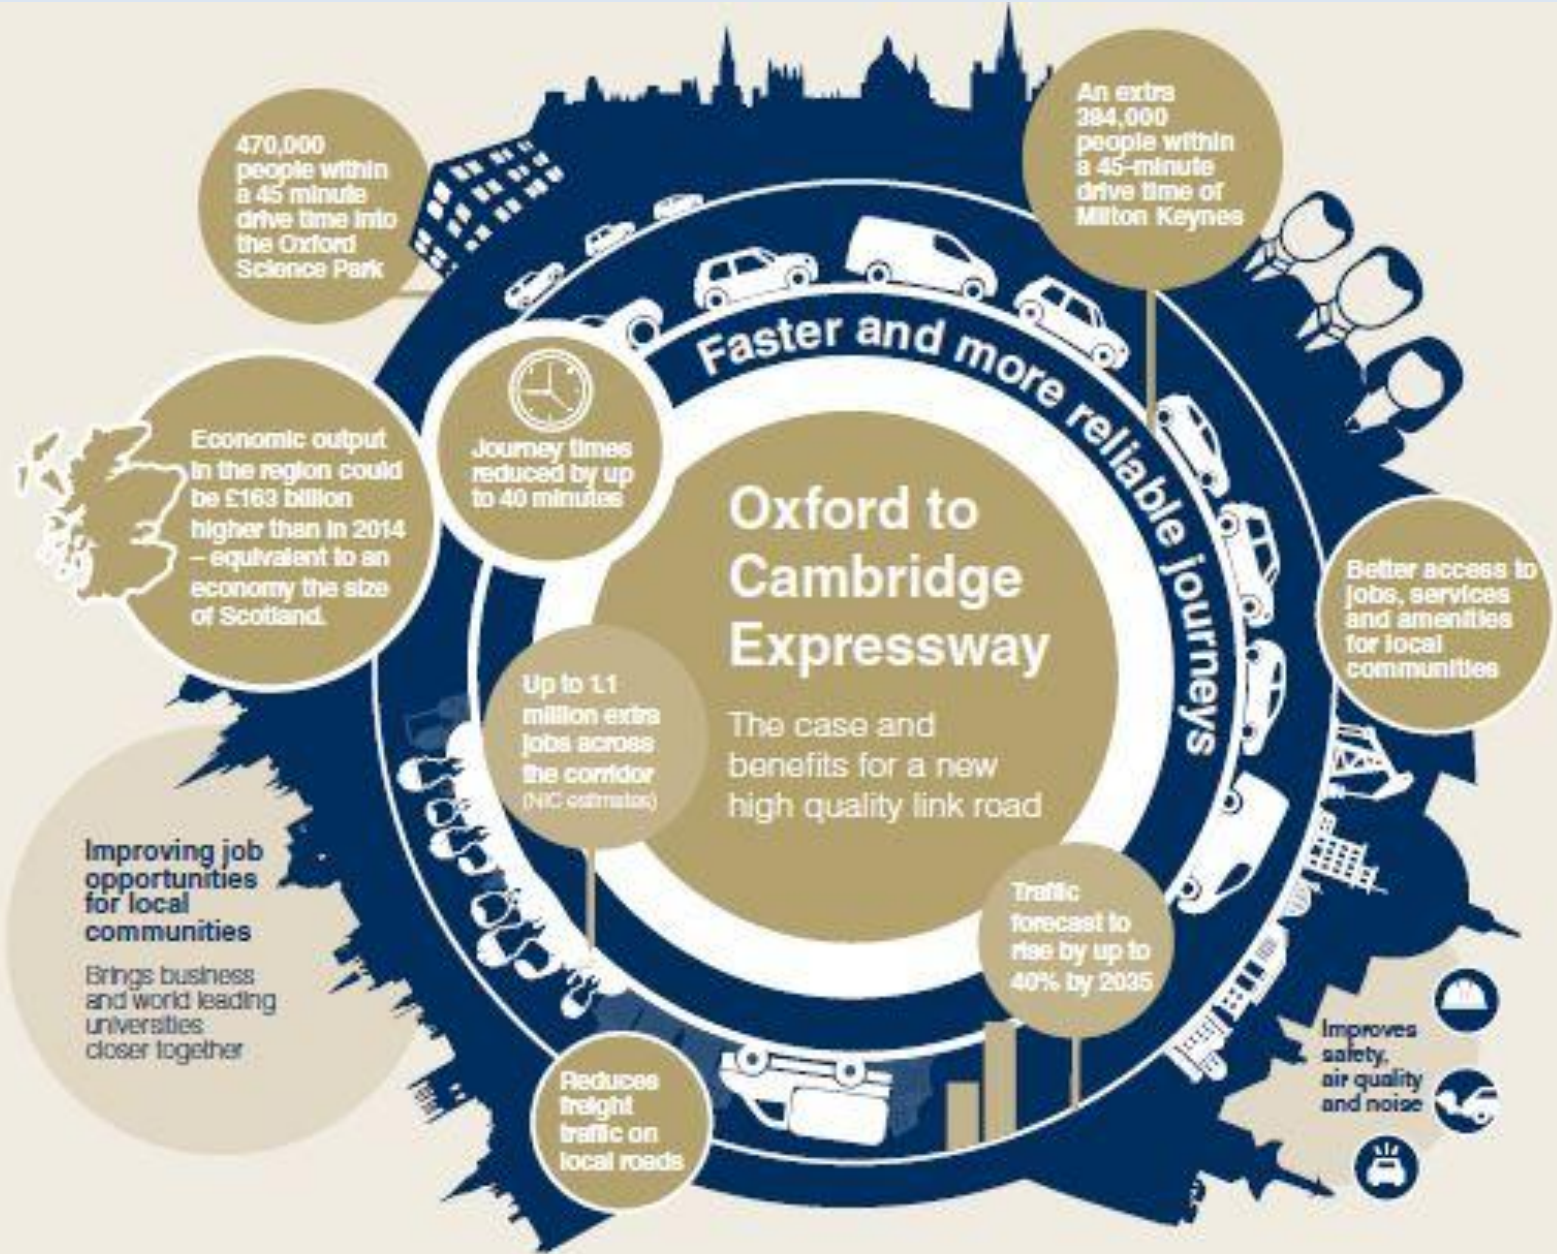 470,000
people within
a 45 minute
drive time into
the Oxford
Science Park
An extra
384,000
people within
a 45-minute
drive time of
Milton Keynes
Faster and more reliable journeys
Journey times
reduced by up
to 40 minutes
Economic output
in the region could
be £163 billion
higher than in 2014
– equivalent to an
economy the size
of Scotland.
Oxford to
Cambridge
Expressway
The case and
benefits for a new
high quality link road
Better access to
jobs, services
and amenities
for local
communities
Up to 1.1
million extra
jobs across
the corridor
(NIC estimates)
Improving job
opportunities
for local
communities
Brings business
and world leading
universities
closer together
Traffic
forecast to
rise by up to
40% by 2035
Improves
safety,
air quality
and noise
Reduces
freight
traffic on
local roads